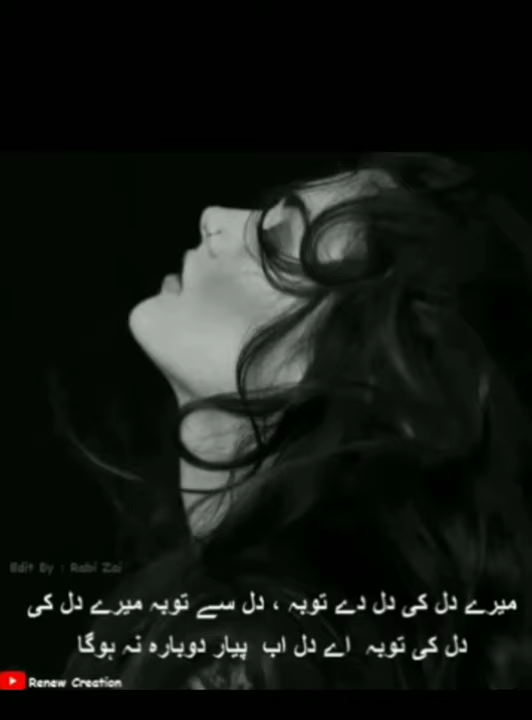 Edit By : Rabi Zai
میرے دل کی دل دے توبہ ، دل سے توبہ میرے دل کی
دل کی توبہ اے دل اب پیار دوبارہ نہ ہوگا
Renew Creation